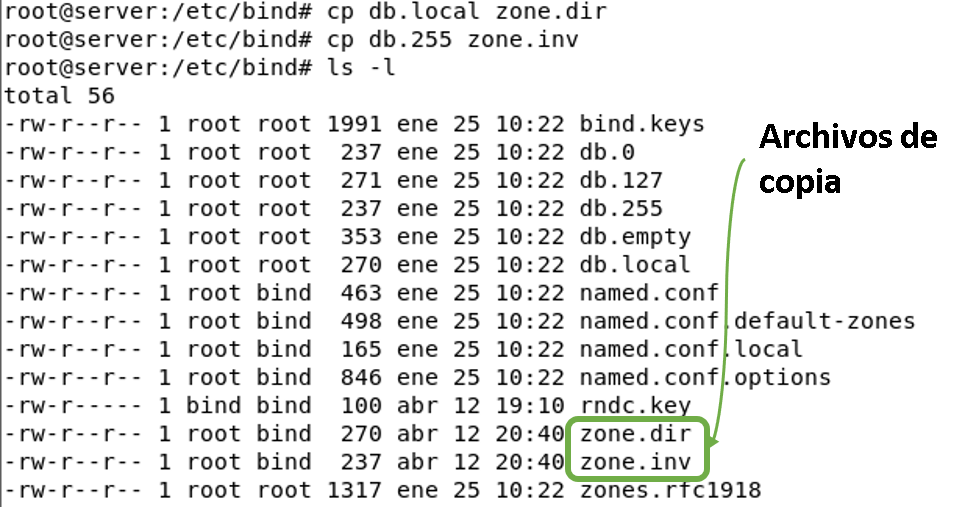 root@server:/etc/bind# cp db.local zone.dir
root@server:/etc/bind# cp db.255 zone.inv
root@server:/etc/bind# ls -l
total 56
-rw-r--r-- 1 root root 1991 ene 25 10:22 bind.keys
-rw-r--r-- 1 root root  237 ene 25 10:22 db.0
-rw-r--r-- 1 root root  271 ene 25 10:22 db.127
-rw-r--r-- 1 root root  237 ene 25 10:22 db.255
-rw-r--r-- 1 root root  353 ene 25 10:22 db.empty
-rw-r--r-- 1 root root  270 ene 25 10:22 db.local
-rw-r--r-- 1 root bind  463 ene 25 10:22 named.conf
-rw-r--r-- 1 root bind  498 ene 25 10:22 named.conf.default-zones
-rw-r--r-- 1 root bind  165 ene 25 10:22 named.conf.local
-rw-r--r-- 1 root bind  846 ene 25 10:22 named.conf.options
-rw-r----- 1 bind bind  100 abr 12 19:10 rndc.key
-rw-r--r-- 1 root bind  270 abr 12 20:40 zone.dir
-rw-r--r-- 1 root bind  237 abr 12 20:40 zone.inv
-rw-r--r-- 1 root root 1317 ene 25 10:22 zones.rfc1918
Archivos de
copia